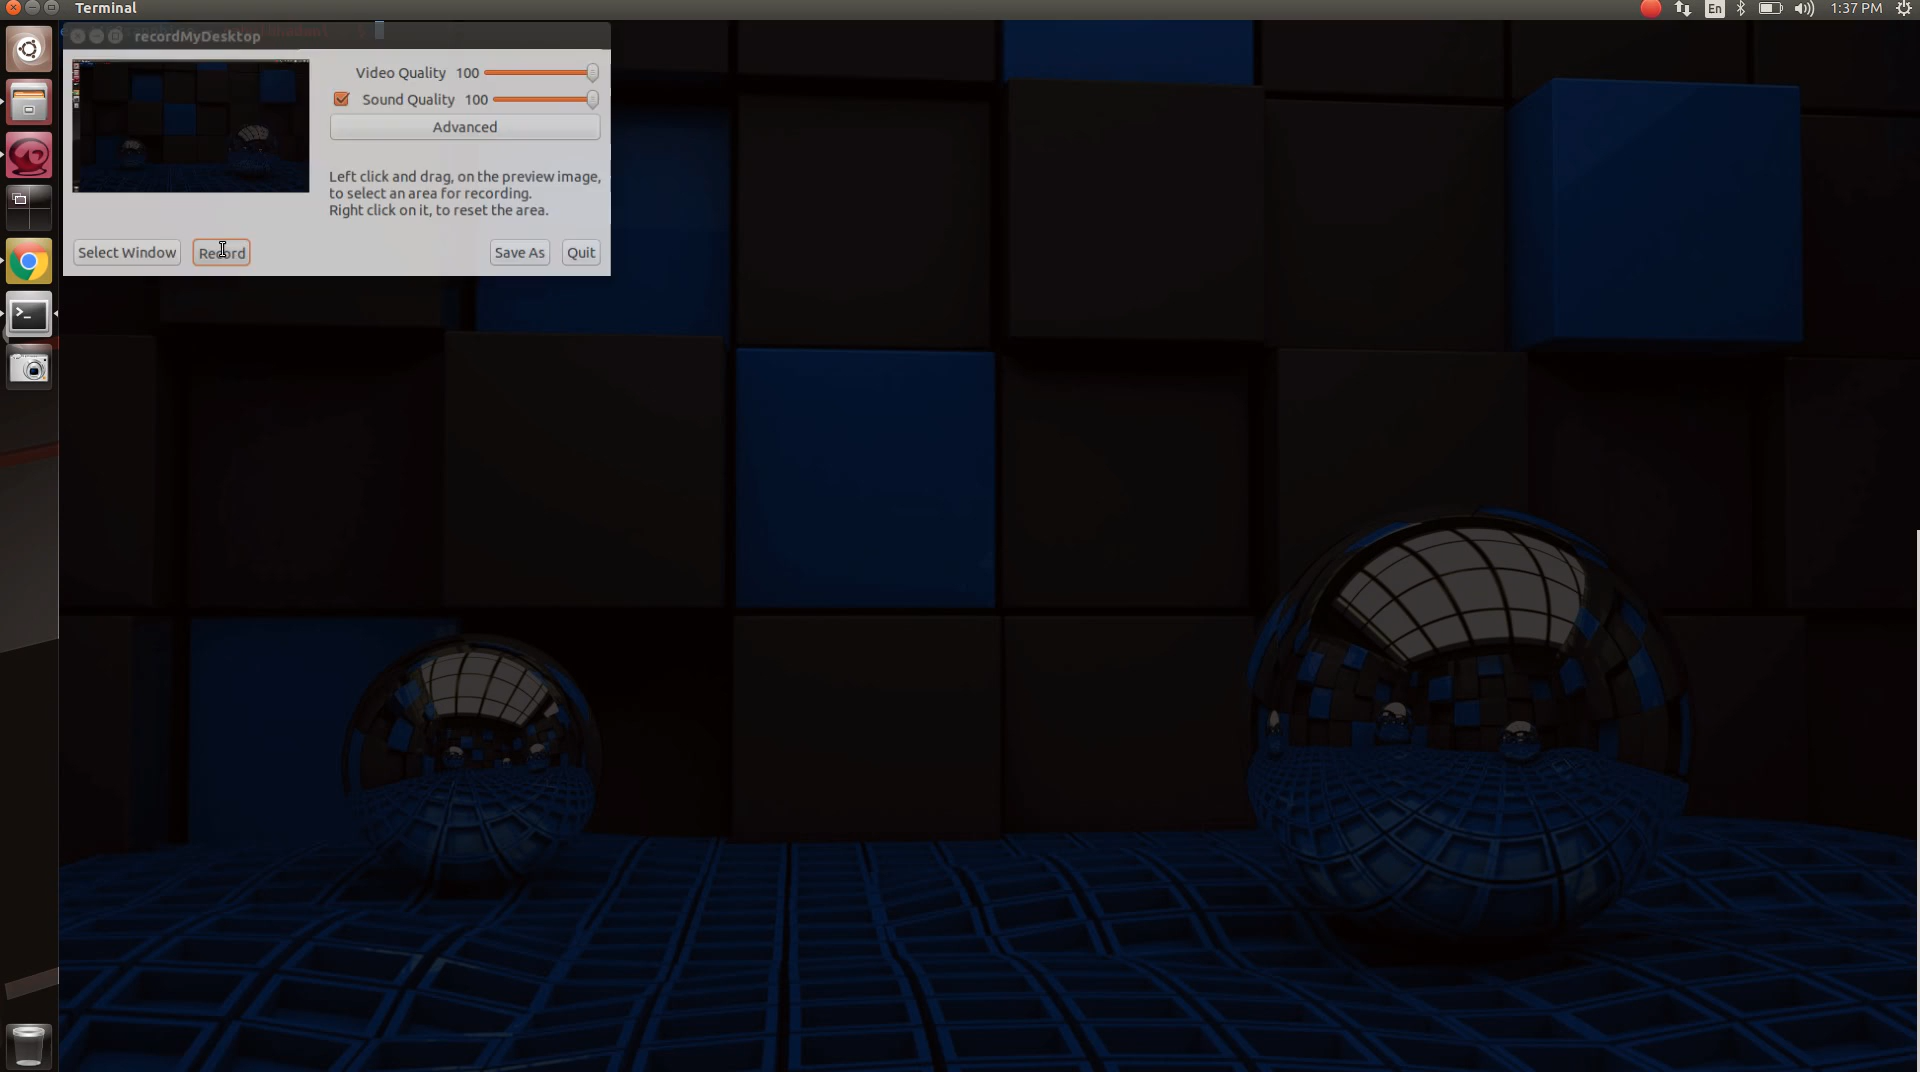 Terminal
En
1:37 PM
recordMyDesktop
Video Quality 100
Sound Quality 100
Advanced
Left click and drag, on the preview image,
to select an area for recording.
Right click on it, to reset the area.
Select Window
Record
Save As
Quit